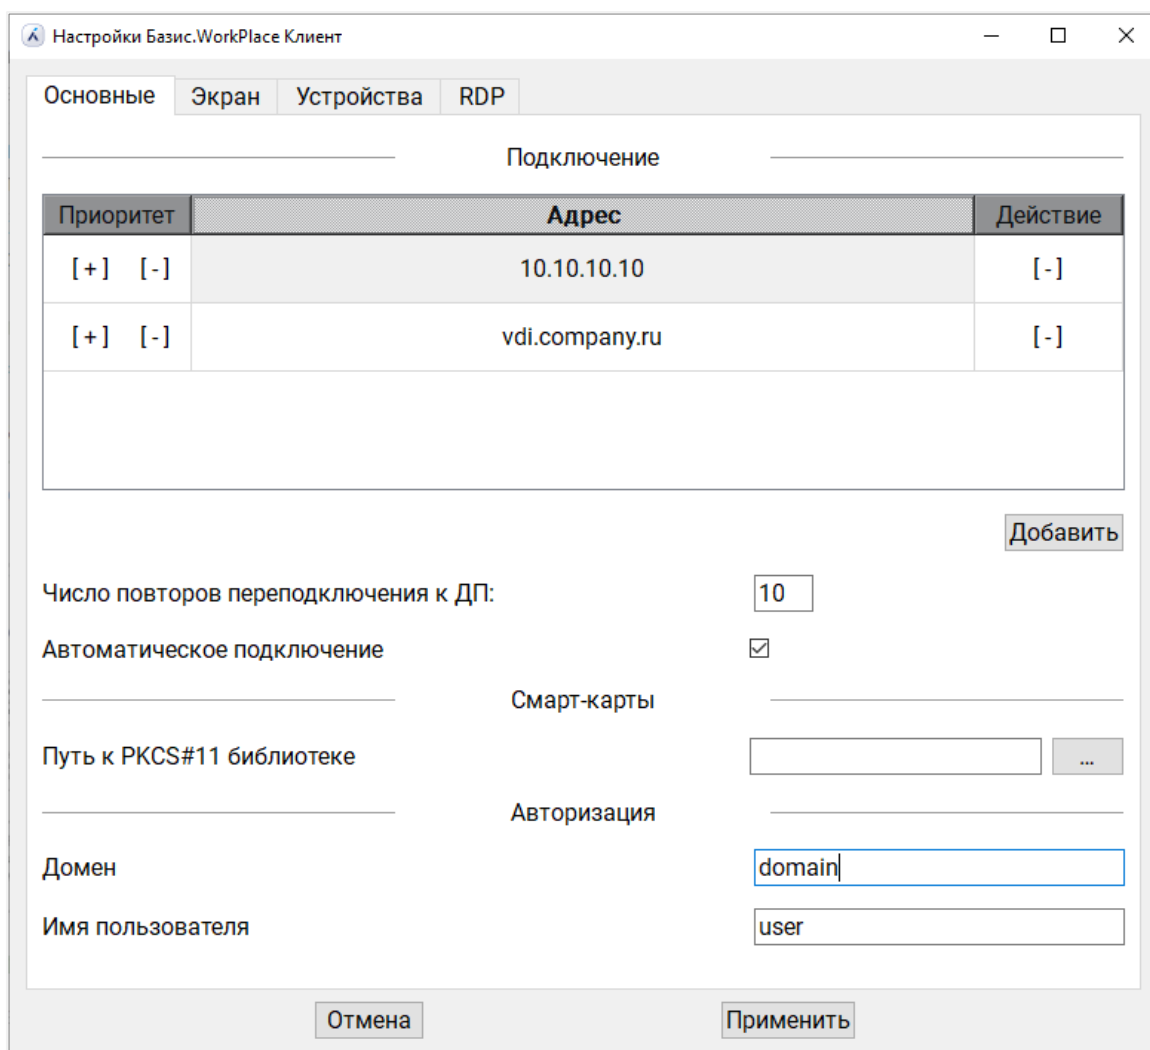 Настройки Базис.WorkPlace Клиент
Основные Экран Устройства RDP
Подключение
Приоритет Адрес Действие
[+] [-] 10.10.10.10 [-]
[+] [-] vdi.company.ru [-]
Добавить
Число повторов переподключения к ДП: 10
Автоматическое подключение
Смарт-карты
Путь к PKCS#11 библиотеке ...
Авторизация
Домен domain
Имя пользователя user
Отмена Применить